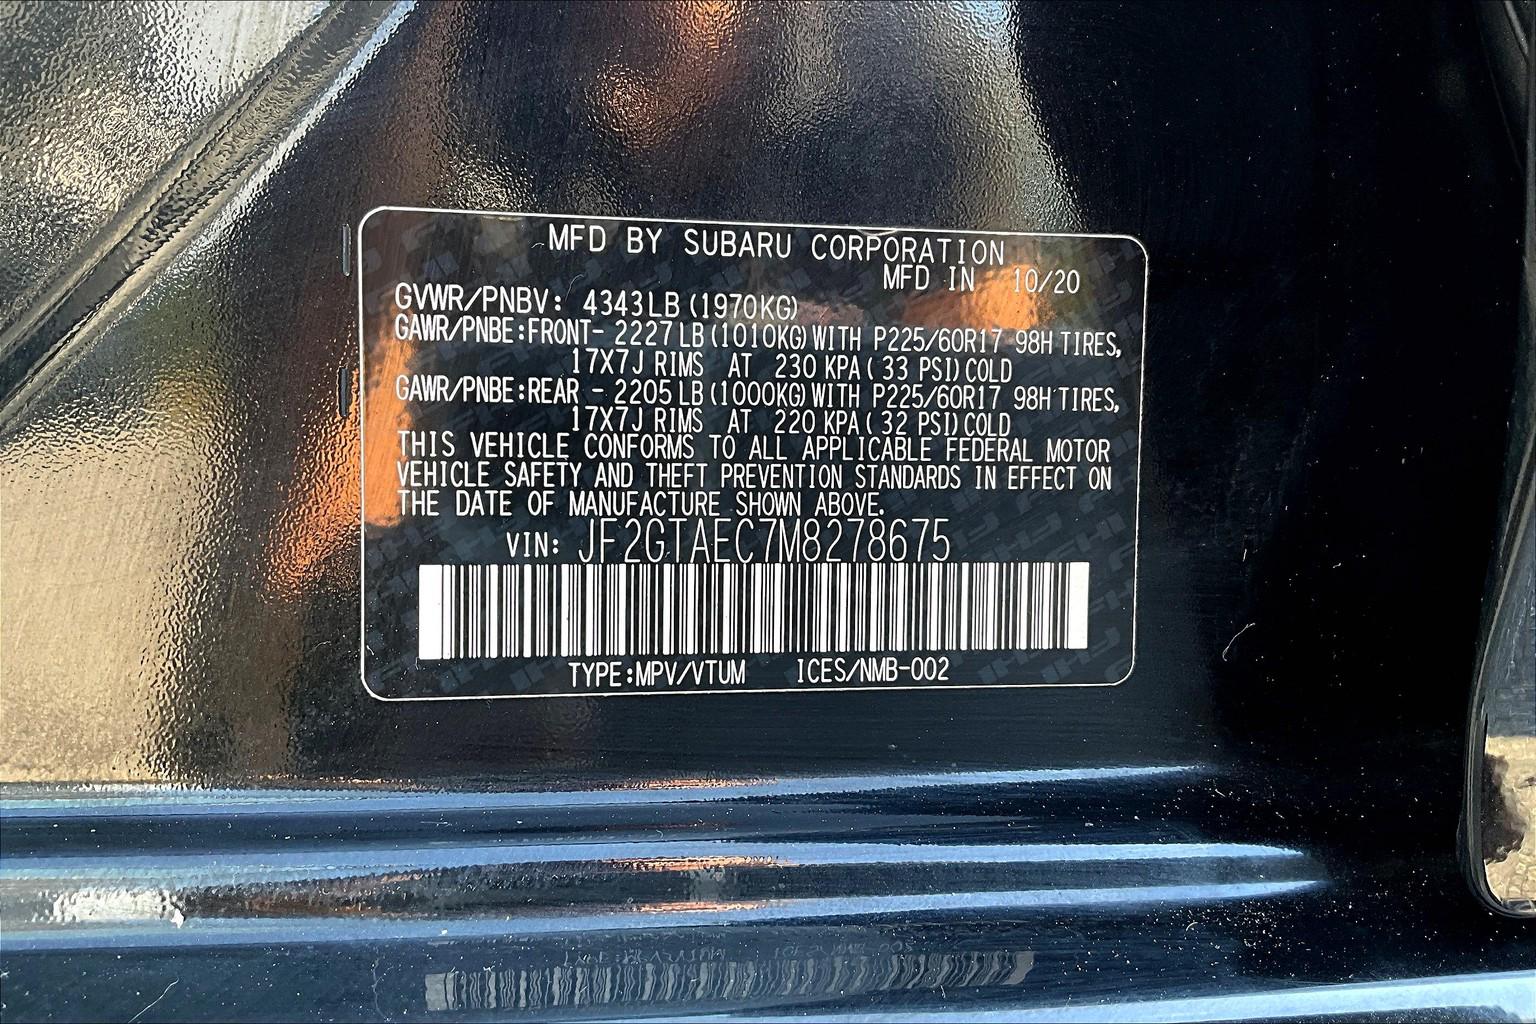 MFD BY SUBARU CORPORATION
MFD IN 10/20
GVWR/PNBV: 4343LB (1970KG)
GAWR/PNBE:FRONT- 2227LB (1010KG) WITH P225/60R17 98H TIRES,
17X7J RIMS AT 230 KPA ( 33 PSI) COLD
GAWR/PNBE:REAR - 2205LB (1000KG) WITH P225/60R17 98H TIRES,
17X7J RIMS AT 220 KPA ( 32 PSI) COLD
THIS VEHICLE CONFORMS TO ALL APPLICABLE FEDERAL MOTOR
VEHICLE SAFETY AND THEFT PREVENTION STANDARDS IN EFFECT ON
THE DATE OF MANUFACTURE SHOWN ABOVE.
VIN: JF2GTAEC7M8278675
TYPE:MPV/VTUM ICES/NMB-002